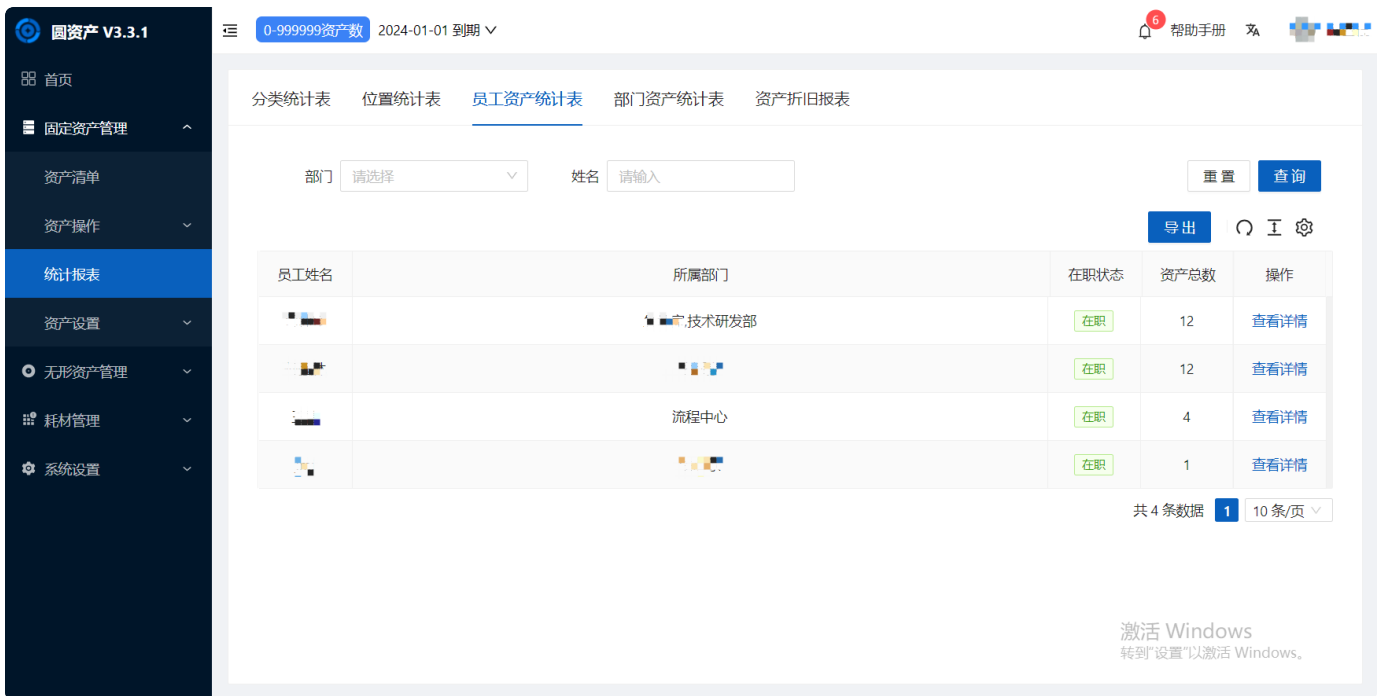 圆资产 V3.3.1
0-999999资产数 2024-01-01 到期
6
帮助手册
首页
固定资产管理
资产清单
资产操作
统计报表
资产设置
无形资产管理
耗材管理
系统设置
分类统计表 位置统计表 员工资产统计表 部门资产统计表 资产折旧报表
部门 请选择 姓名 请输入 重置 查询
导出
员工姓名 所属部门 在职状态 资产总数 操作
,技术研发部 在职 12 查看详情
在职 12 查看详情
流程中心 在职 4 查看详情
在职 1 查看详情
共 4 条数据 1 10 条/页
激活 Windows
转到"设置"以激活 Windows。